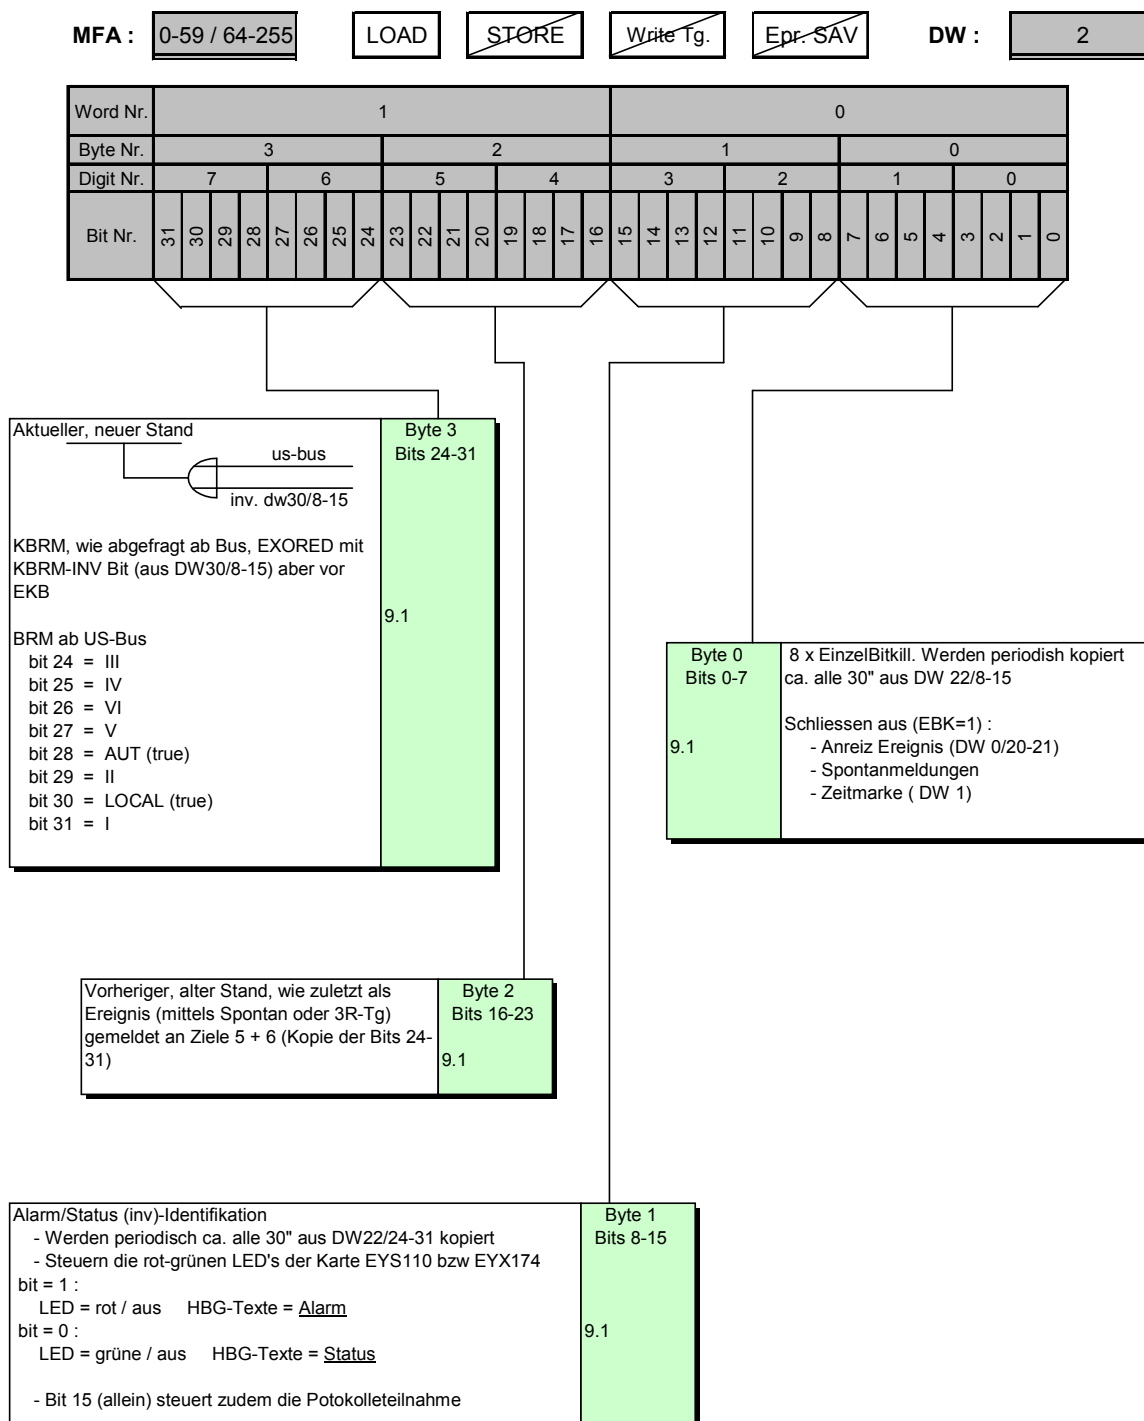 MFA : 0-59 / 64-255 LOAD STORE Write Tg. Epr. SAV DW : 2
Word Nr. 1 0
Byte Nr. 3 2 1 0
Digit Nr. 7 6 5 4 3 2 1 0
Bit Nr. 31 30 29 28 27 26 25 24 23 22 21 20 19 18 17 16 15 14 13 12 11 10 9 8 7 6 5 4 3 2 1 0
Aktueller, neuer Stand
us-bus
inv. dw30/8-15
KBRM, wie abgefragt ab Bus, EXORED mit
KBRM-INV Bit (aus DW30/8-15) aber vor
EKB
BRM ab US-Bus
bit 24 = III
bit 25 = IV
bit 26 = VI
bit 27 = V
bit 28 = AUT (true)
bit 29 = II
bit 30 = LOCAL (true)
bit 31 = I
Byte 3
Bits 24-31
9.1
Byte 0
Bits 0-7
9.1
8 x EinzelBitkill. Werden periodish kopiert
ca. alle 30" aus DW 22/8-15
Schliessen aus (EBK=1) :
- Anreiz Ereignis (DW 0/20-21)
- Spontanmeldungen
- Zeitmarke ( DW 1)
Vorheriger, alter Stand, wie zuletzt als
Ereignis (mittels Spontan oder 3R-Tg)
gemeldet an Ziele 5 + 6 (Kopie der Bits 24-
31)
Byte 2
Bits 16-23
9.1
Alarm/Status (inv)-Identifikation
- Werden periodisch ca. alle 30" aus DW22/24-31 kopiert
- Steuern die rot-grünen LED's der Karte EYS110 bzw EYX174
bit = 1 :
LED = rot / aus HBG-Texte = Alarm
bit = 0 :
LED = grüne / aus HBG-Texte = Status
- Bit 15 (allein) steuert zudem die Potokolleteilnahme
Byte 1
Bits 8-15
9.1